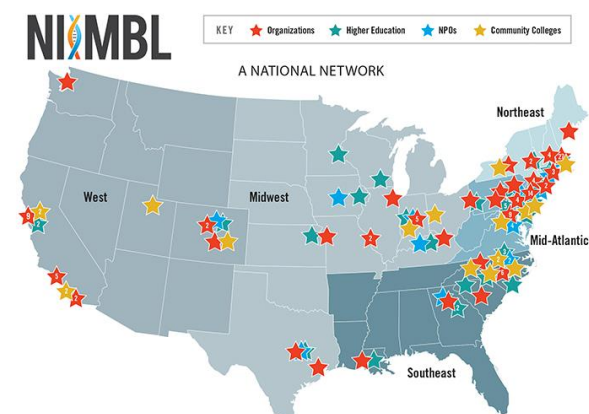 NIIMBL
KEY Organizations Higher Education NPOs Community Colleges
A NATIONAL NETWORK
Northeast
West
Midwest
Mid-Atlantic
Southeast